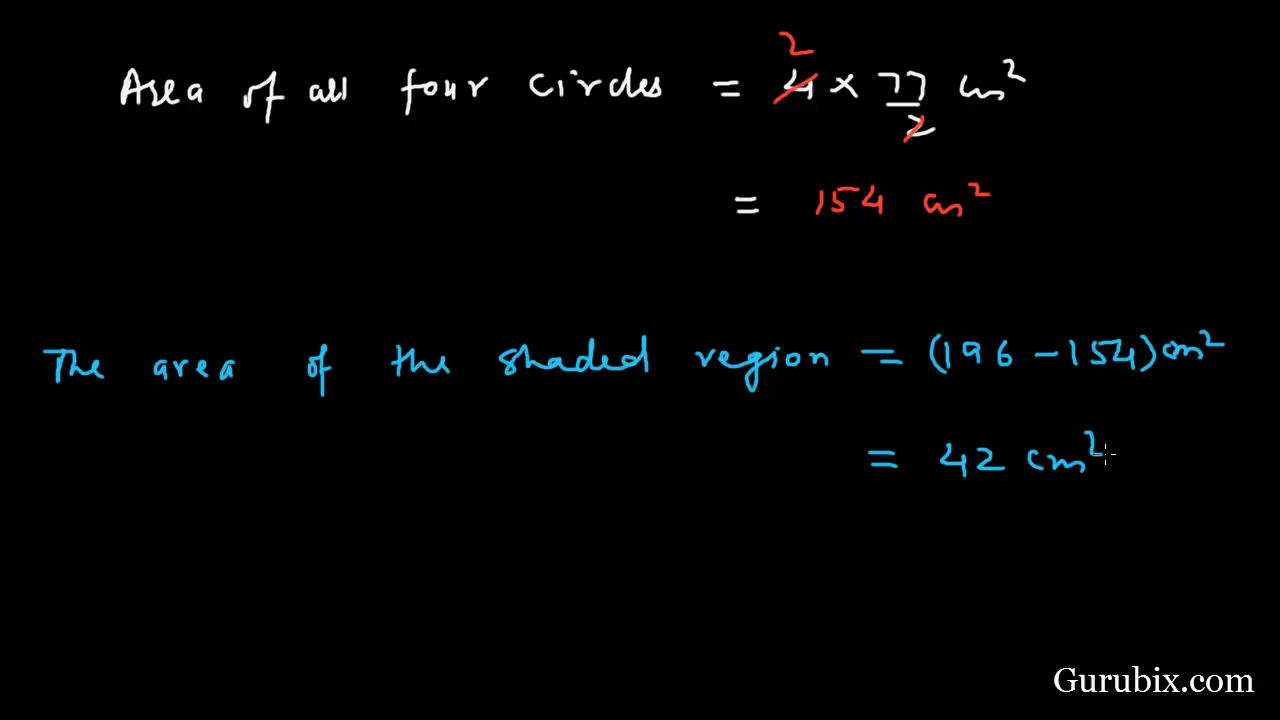 Area of all four circles = 4 × 77/2 cm² 2
= 154 cm²
The area of the shaded region = (196 - 154) cm²
= 42 cm²
Gurubix.com